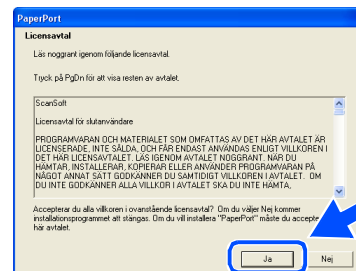 PaperPort
Licensavtal
Läs noggrant igenom följande licensavtal.
Tryck på PgDn för att visa resten av avtalet.
ScanSoft
Licensavtal för slutanvändare
PROGRAMVARAN OCH MATERIALET SOM OMFATTAS AV DET HÄR AVTALET ÄR
LICENSERADE, INTE SÅLDA, OCH FÅR ENDAST ANVÄNDAS ENLIGT VILLKOREN I
DET HÄR LICENSAVTALET. LÄS IGENOM AVTALET NOGGRANT. NÄR DU
HÄMTAR, INSTALLERAR, KOPIERAR ELLER ANVÄNDER PROGRAMVARAN PÅ
NÅGOT ANNAT SÄTT GODKÄNNER DU SAMTIDIGT VILLKOREN I AVTALET. OM
DU INTE GODKÄNNER ALLA VILLKOR I AVTALET SKA DU INTE HÄMTA,
Accepterar du alla villkoren i ovanstående licensavtal? Om du väljer Nej kommer
installationsprogrammet att stängas. Om du vill installera "PaperPort" måste du accepte
här avtalet.
Ja
Nej